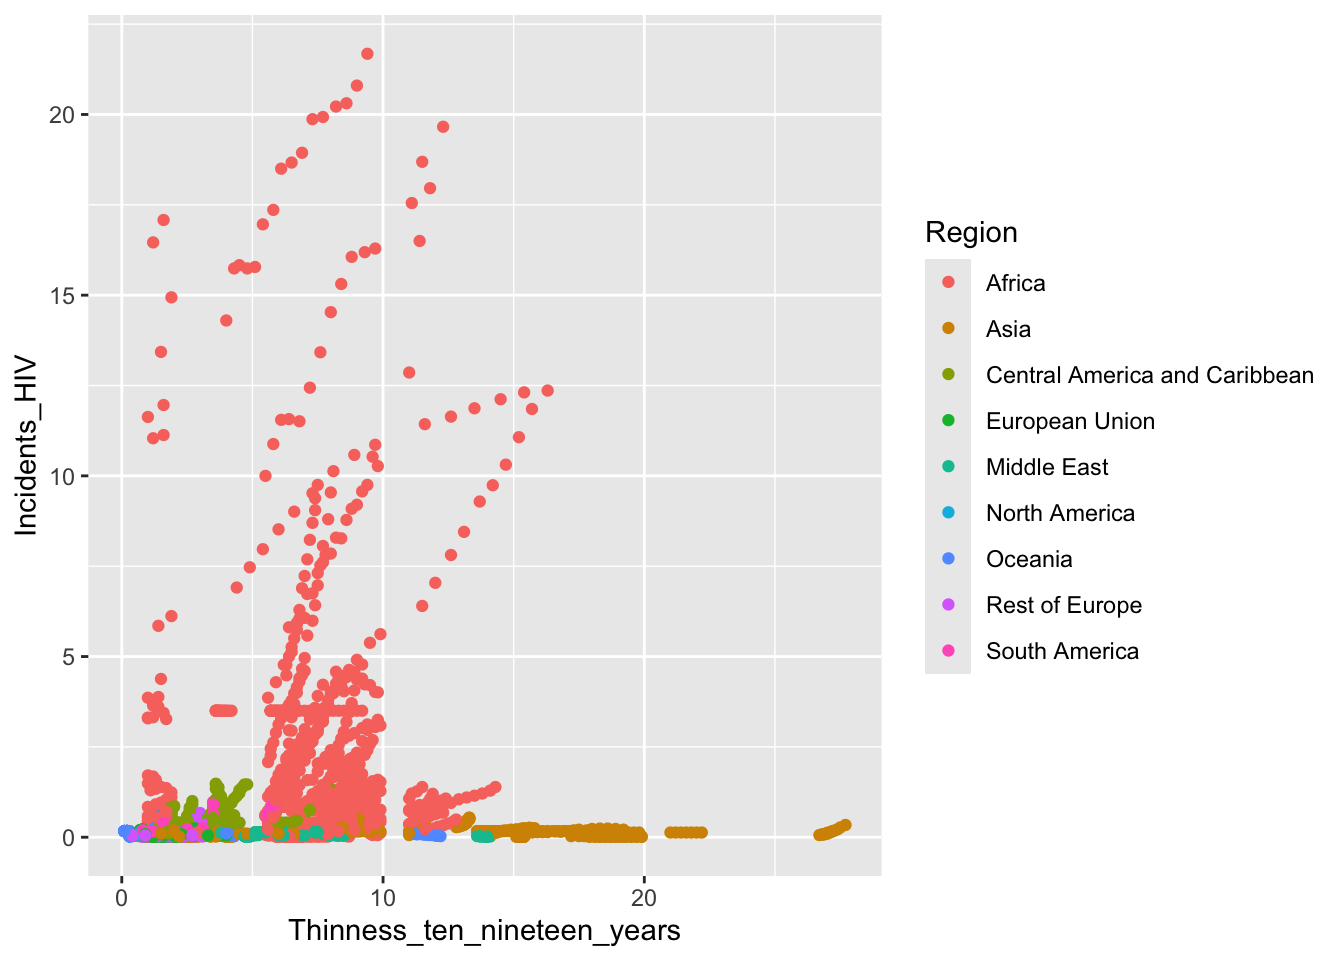 20
15
10
5
0
0
10
20
Incidents_HIV
Thinness_ten_nineteen_years
Region
Africa
Asia
Central America and Caribbean
European Union
Middle East
North America
Oceania
Rest of Europe
South America